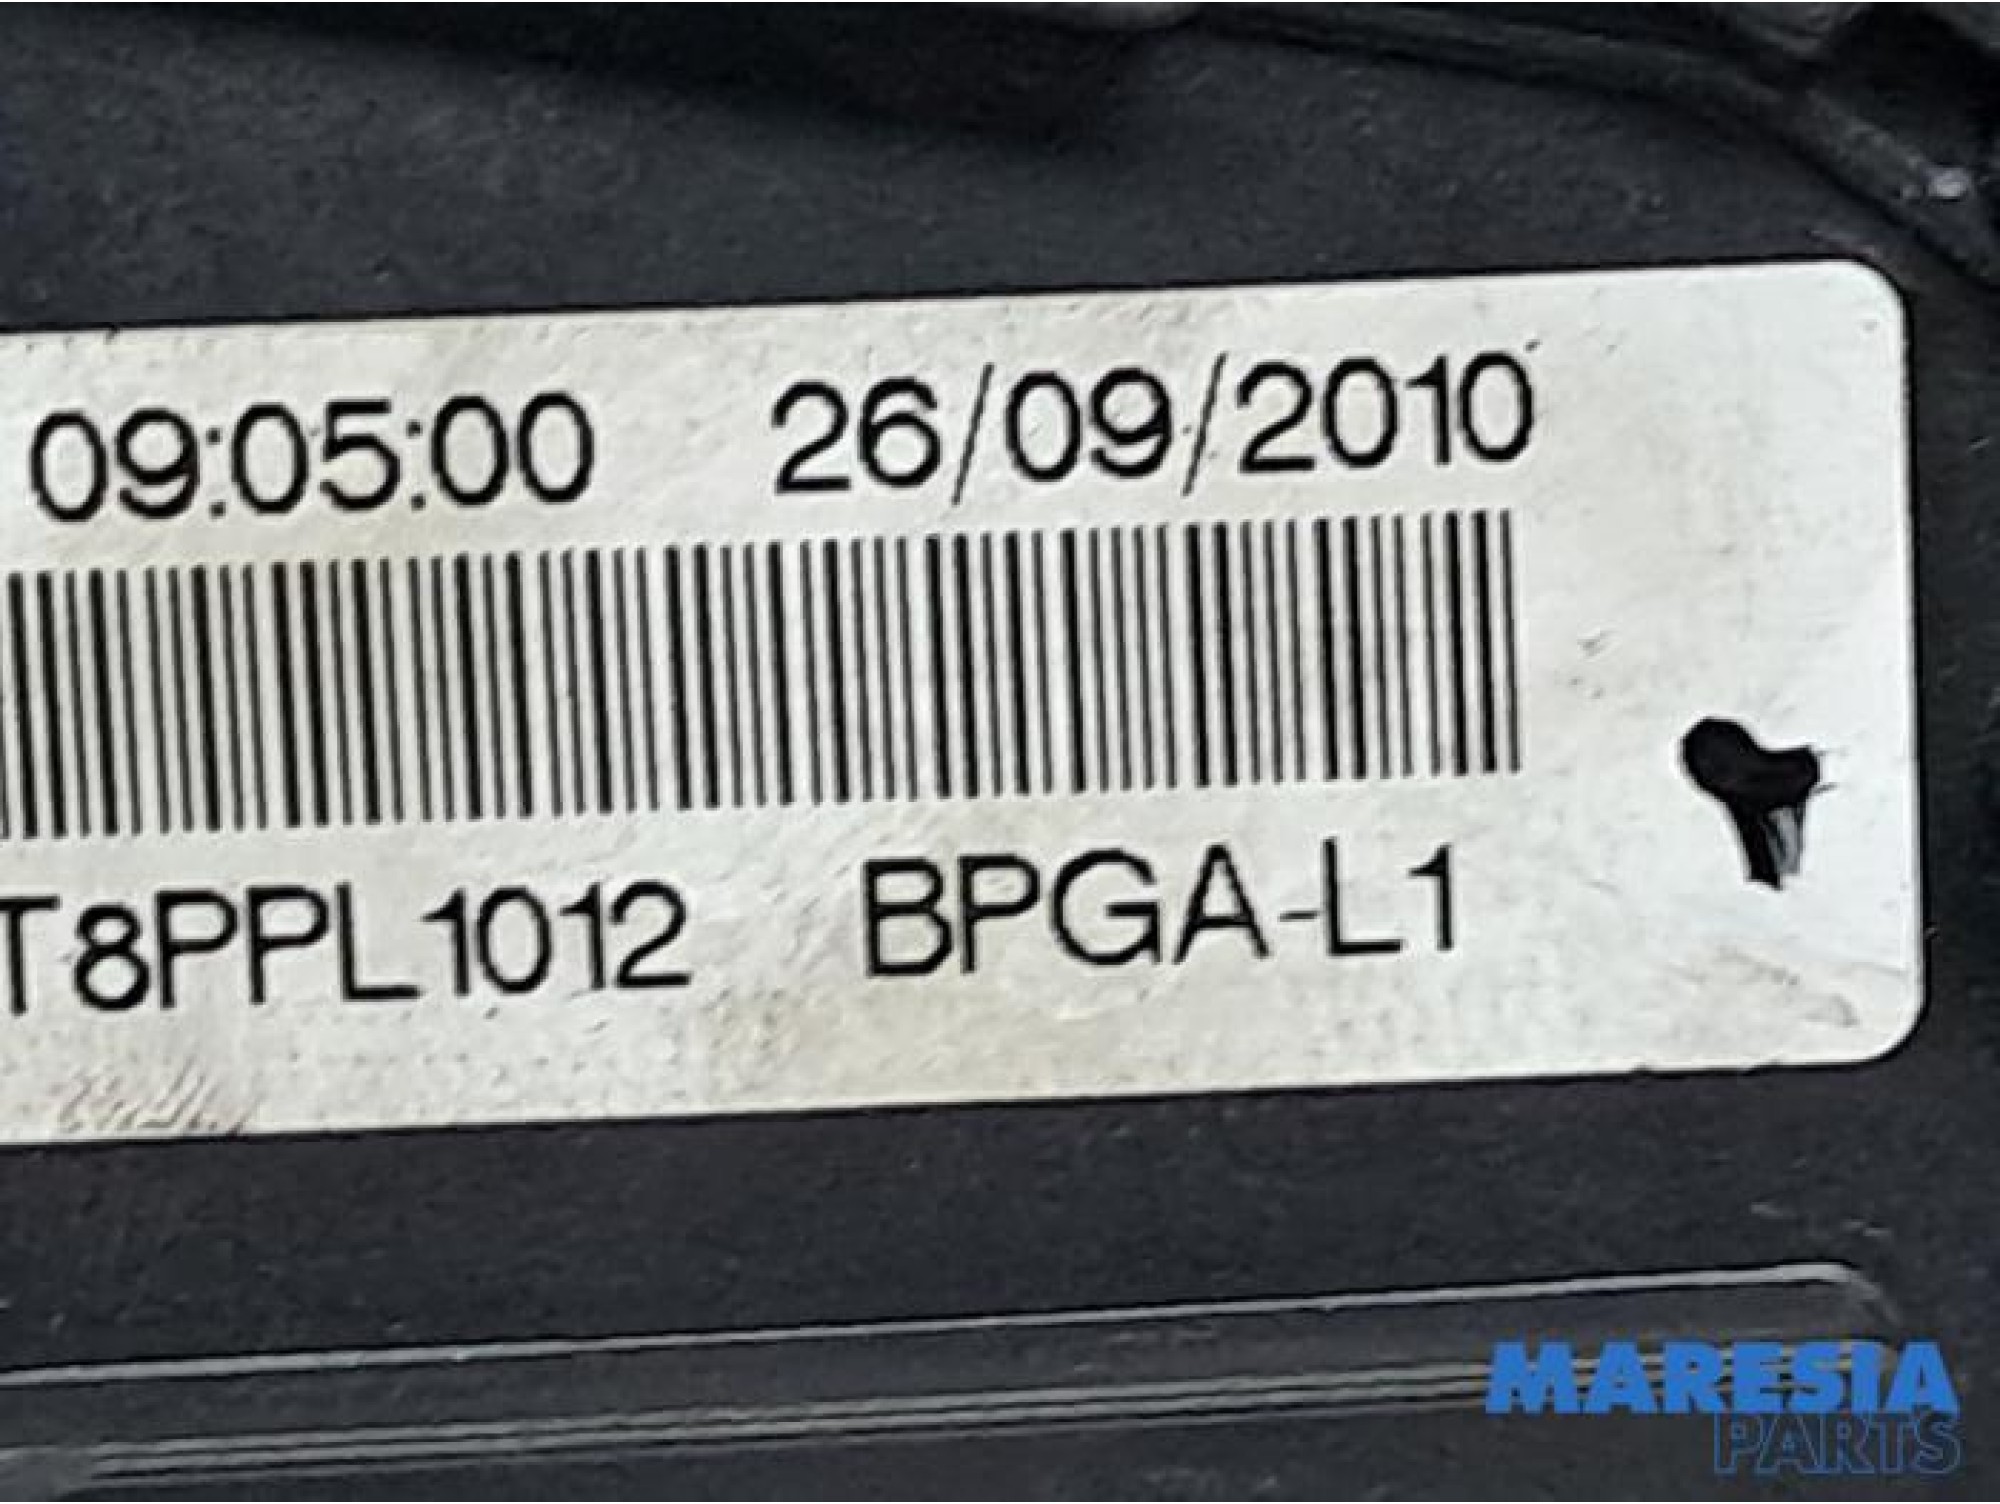 09:05:00 26/09/2010
T8PPL1012 BPGA-L1
MARESIA
PARTS